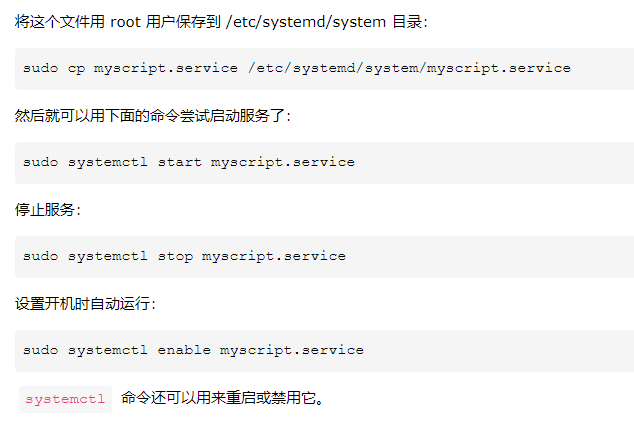 将这个文件用 root 用户保存到 /etc/systemd/system 目录：
sudo cp myscript.service /etc/systemd/system/myscript.service
然后就可以用下面的命令尝试启动服务了：
sudo systemctl start myscript.service
停止服务：
sudo systemctl stop myscript.service
设置开机时自动运行：
sudo systemctl enable myscript.service
systemctl 命令还可以用来重启或禁用它。